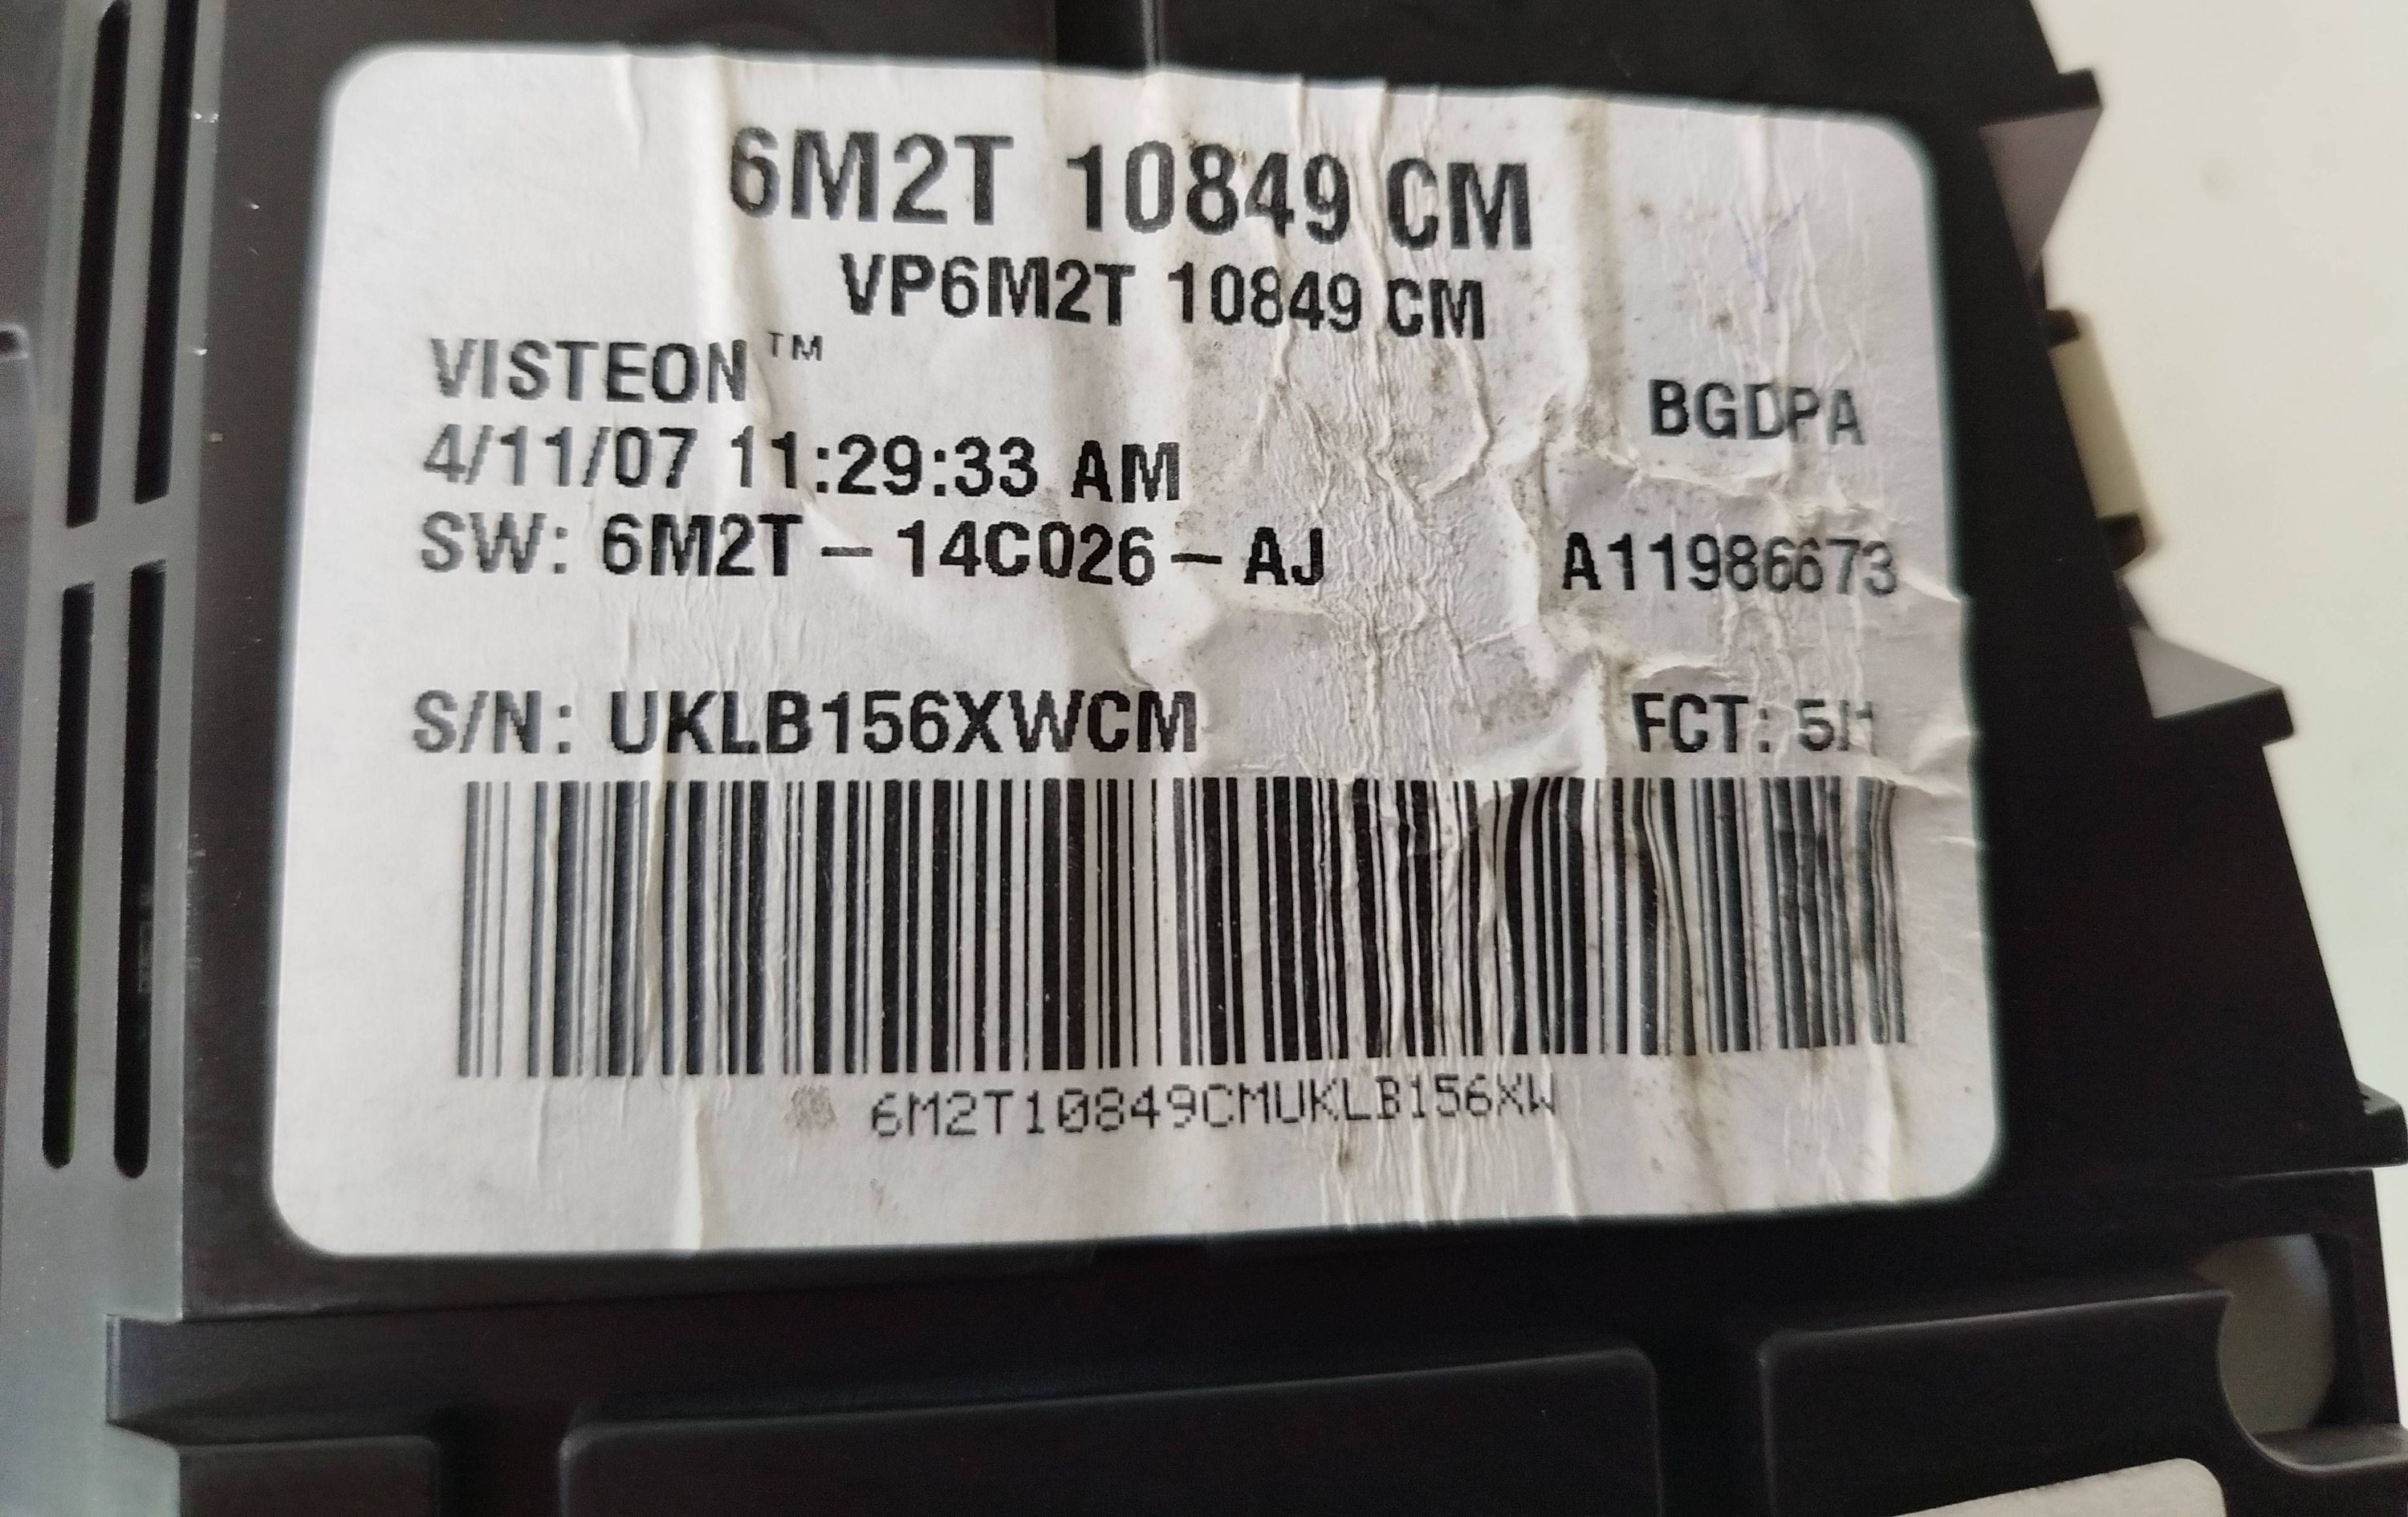 6M2T 10849 CM
VP6M2T 10849 CM
VISTEON™
BGDPA
4/11/07 11:29:33 AM
SW: 6M2T - 14C026 - AJ A11986673
S/N: UKLB156XWCM FCT:
6M2T10849CMUKLB156XW